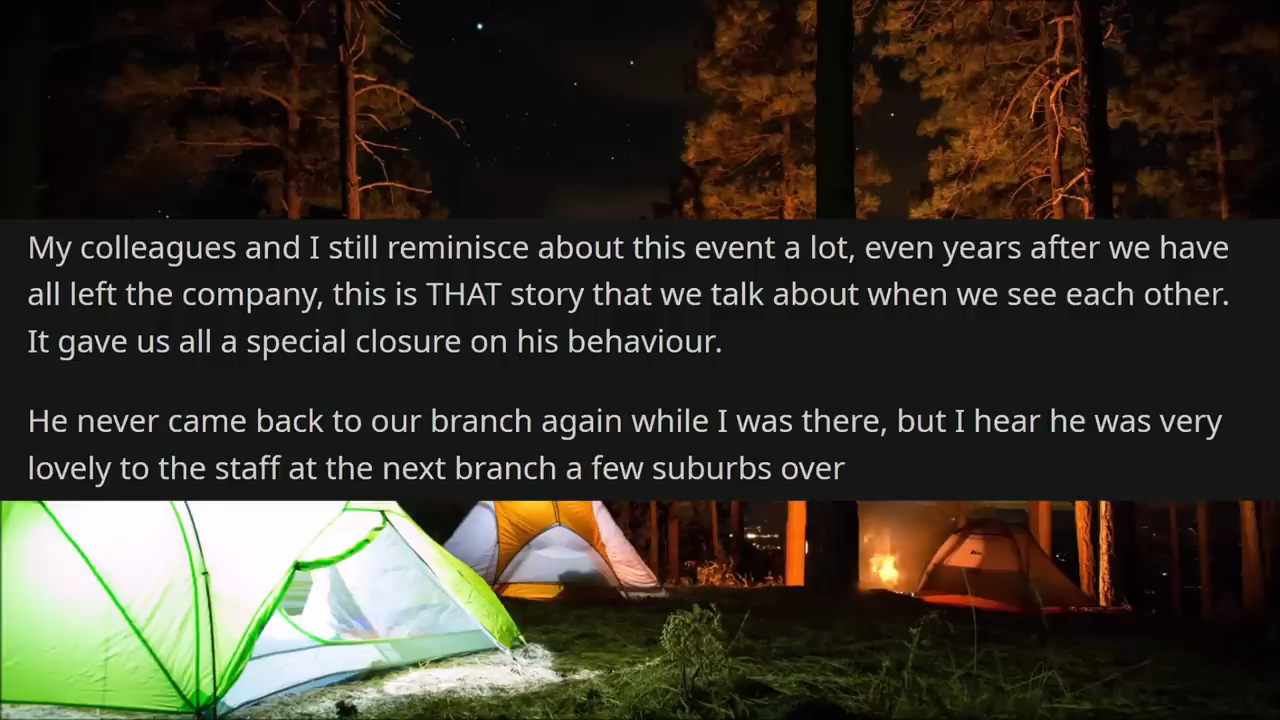 My colleagues and I still reminisce about this event a lot, even years after we have
all left the company, this is THAT story that we talk about when we see each other.
It gave us all a special closure on his behaviour.
He never came back to our branch again while I was there, but I hear he was very
lovely to the staff at the next branch a few suburbs over